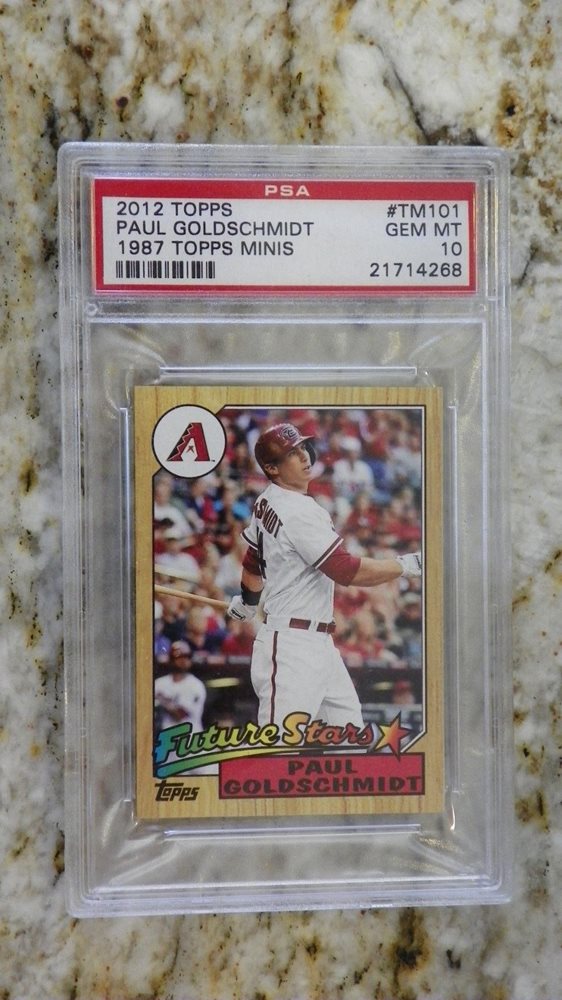 PSA
2012 TOPPS #TM101
PAUL GOLDSCHMIDT GEM MT
1987 TOPPS MINIS 10
21714268
A
Future Stars
PAUL
Topps GOLDSCHMIDT